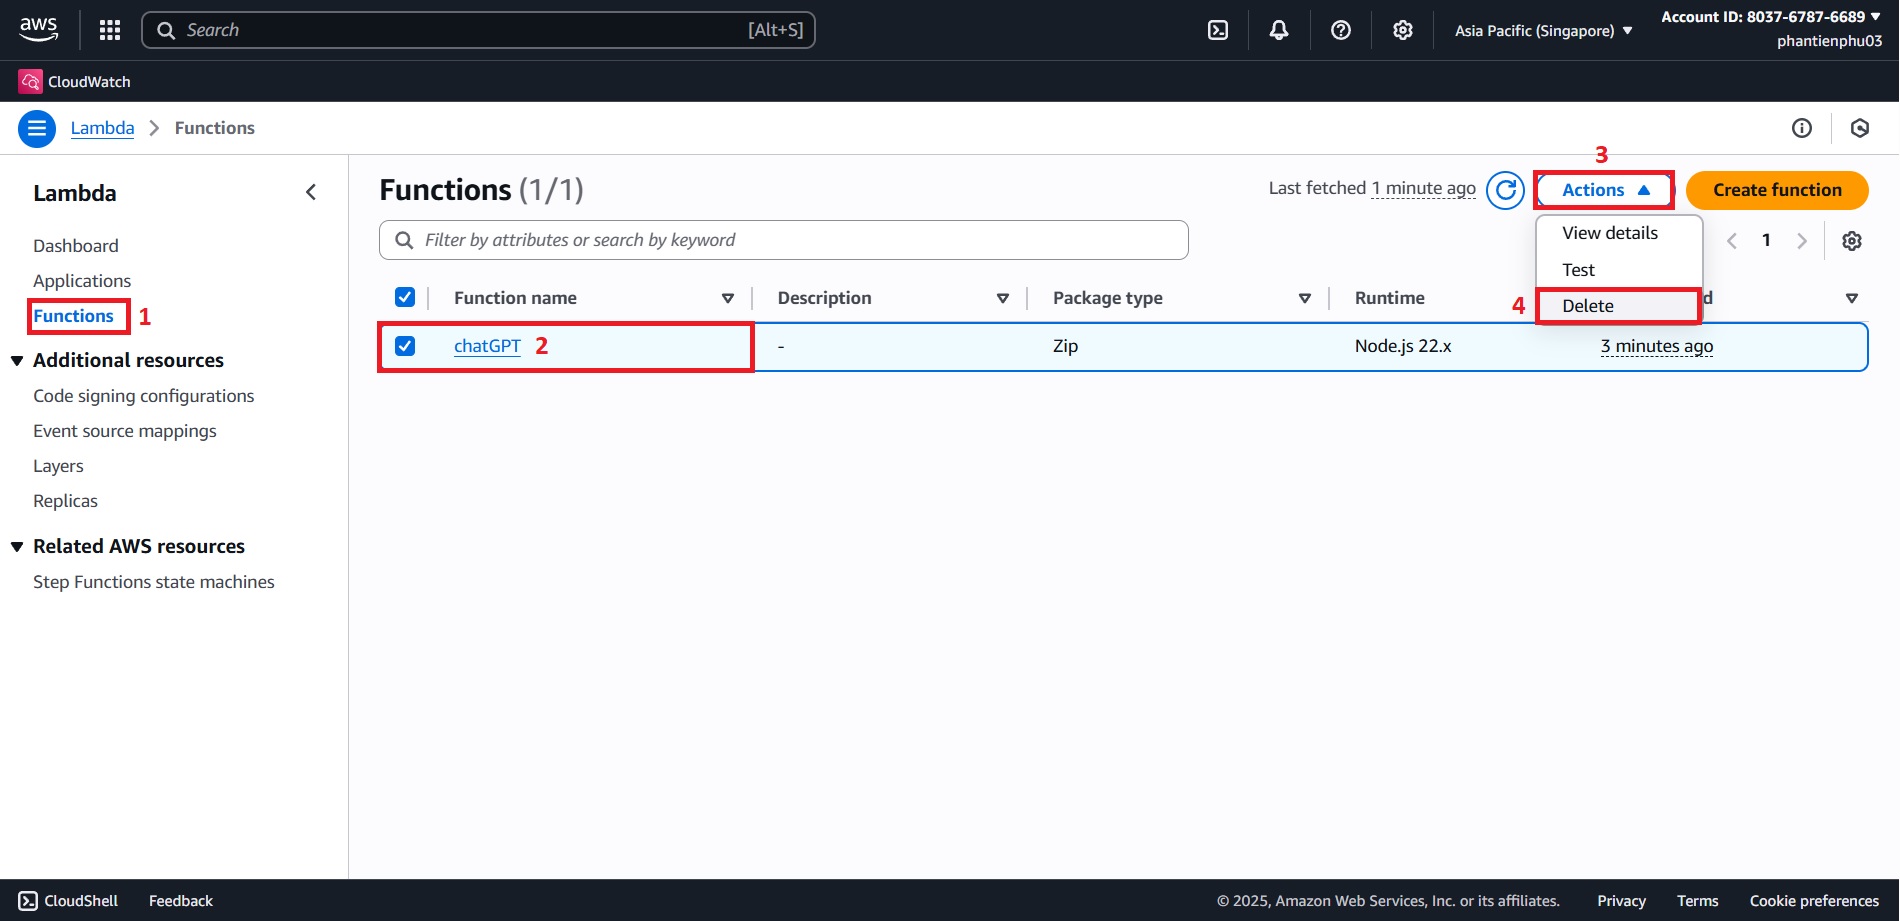 aws
Search [Alt+S]
Asia Pacific (Singapore)
Account ID: 8037-6787-6689
phantienphu03
CloudWatch
Lambda
Functions
Lambda
Dashboard
Applications
Functions 1
Additional resources
Code signing configurations
Event source mappings
Layers
Replicas
Related AWS resources
Step Functions state machines
Functions (1/1)
Last fetched 1 minute ago
3
Actions
Create function
Filter by attributes or search by keyword
View details
Test
4 Delete
1
Function name
Description
Package type
Runtime
d
chatGPT 2
-
Zip
Node.js 22.x
3 minutes ago
CloudShell
Feedback
© 2025, Amazon Web Services, Inc. or its affiliates.
Privacy
Terms
Cookie preferences